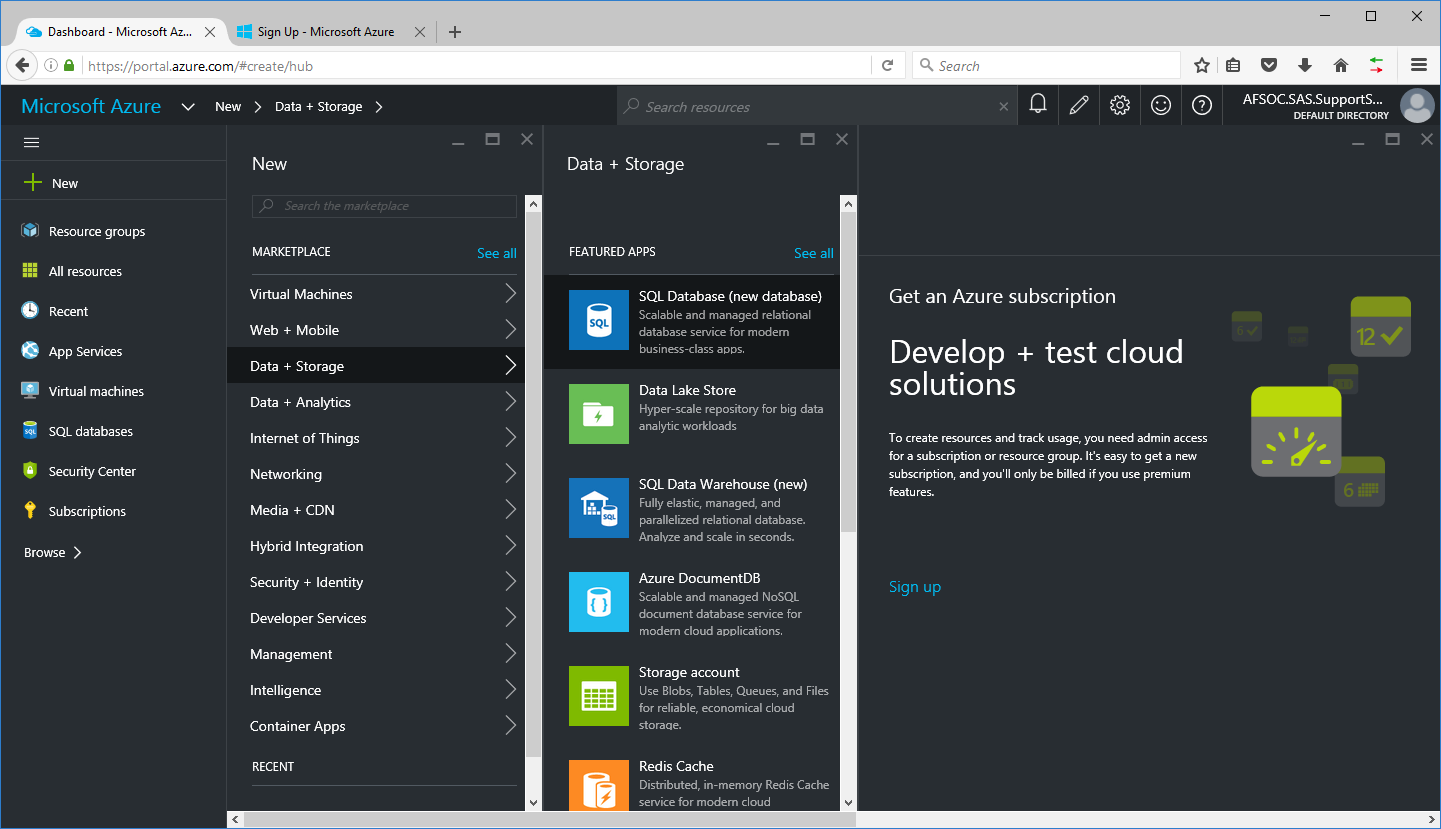 Dashboard - Microsoft Az...
Sign Up - Microsoft Azure
https://portal.azure.com/#create/hub
Search
Microsoft Azure
New
Data + Storage
Search resources
AFSOC.SAS.SupportS...
DEFAULT DIRECTORY
New
Resource groups
All resources
Recent
App Services
Virtual machines
SQL databases
Security Center
Subscriptions
Browse
New
Search the marketplace
MARKETPLACE
See all
Virtual Machines
Web + Mobile
Data + Storage
Data + Analytics
Internet of Things
Networking
Media + CDN
Hybrid Integration
Security + Identity
Developer Services
Management
Intelligence
Container Apps
RECENT
Data + Storage
FEATURED APPS
See all
SQL
SQL Database (new database)
Scalable and managed relational
database service for modern
business-class apps.
Data Lake Store
Hyper-scale repository for big data
analytic workloads
SQL
SQL Data Warehouse (new)
Fully elastic, managed, and
parallelized relational database.
Analyze and scale in seconds.
Azure DocumentDB
Scalable and managed NoSQL
document database service for
modern cloud applications.
Storage account
Use Blobs, Tables, Queues, and Files
for reliable, economical cloud
storage.
Redis Cache
Distributed, in-memory Redis Cache
service for modern cloud
Get an Azure subscription
Develop + test cloud
solutions
To create resources and track usage, you need admin access
for a subscription or resource group. It's easy to get a new
subscription, and you'll only be billed if you use premium
features.
Sign up
6
12
6